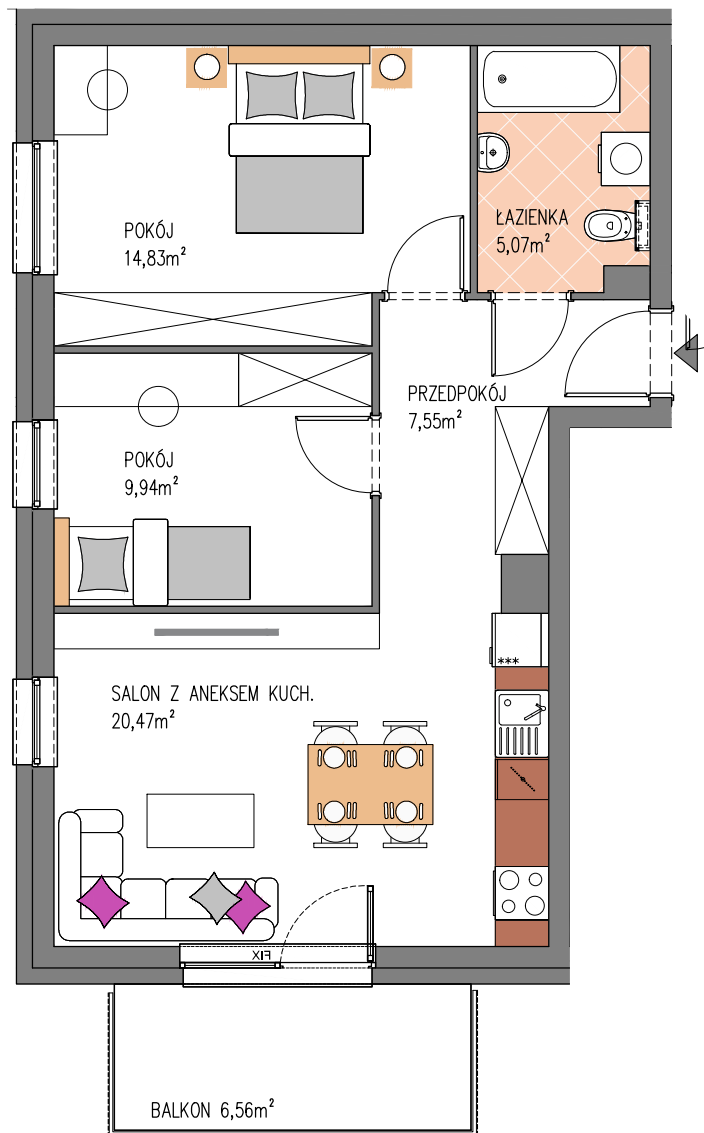 POKÓJ
14,83m²
ŁAZIENKA
5,07m²
PRZEDPOKÓJ
7,55m²
POKÓJ
9,94m²
***
SALON Z ANEKSEM KUCH.
20,47m²
FIX
BALKON 6,56m²